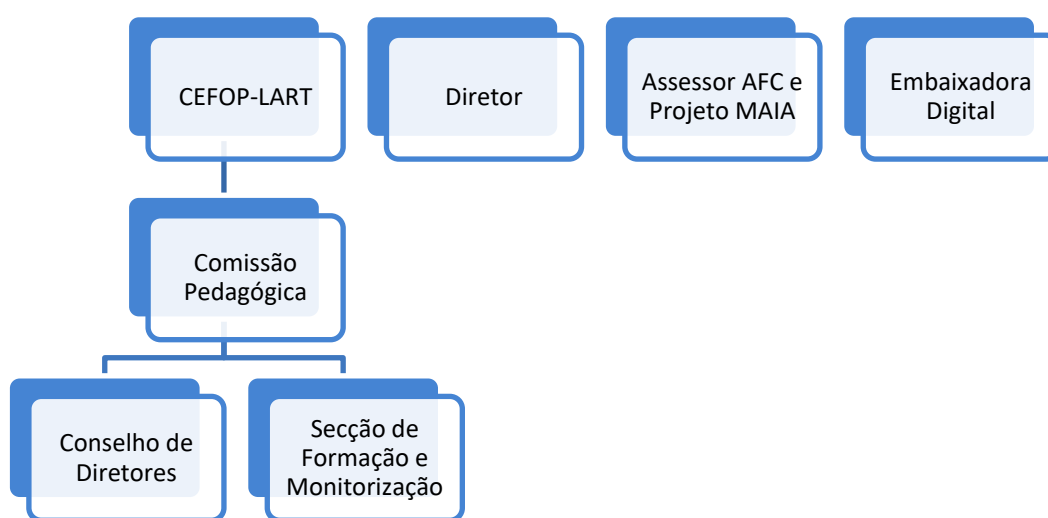 CEFOP-LART
Diretor
Assessor AFC e
Projeto MAIA
Embaixadora
Digital
Comissão
Pedagógica
Conselho de
Diretores
Secção de
Formação e
Monitorização